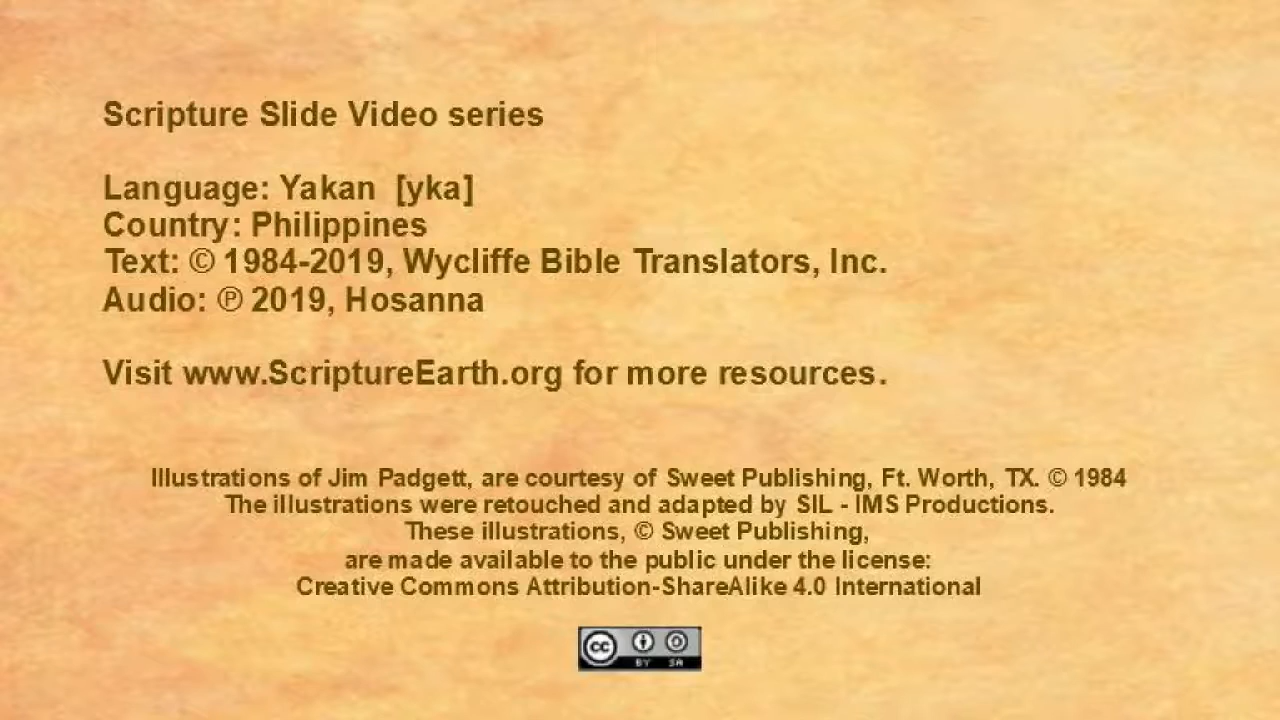 Scripture Slide Video series
Language: Yakan [yka]
Country: Philippines
Text: © 1984-2019, Wycliffe Bible Translators, Inc.
Audio: ℗ 2019, Hosanna
Visit www.ScriptureEarth.org for more resources.
Illustrations of Jim Padgett, are courtesy of Sweet Publishing, Ft. Worth, TX. © 1984
The illustrations were retouched and adapted by SIL - IMS Productions.
These illustrations, © Sweet Publishing,
are made available to the public under the license:
Creative Commons Attribution-ShareAlike 4.0 International
cc BY SA